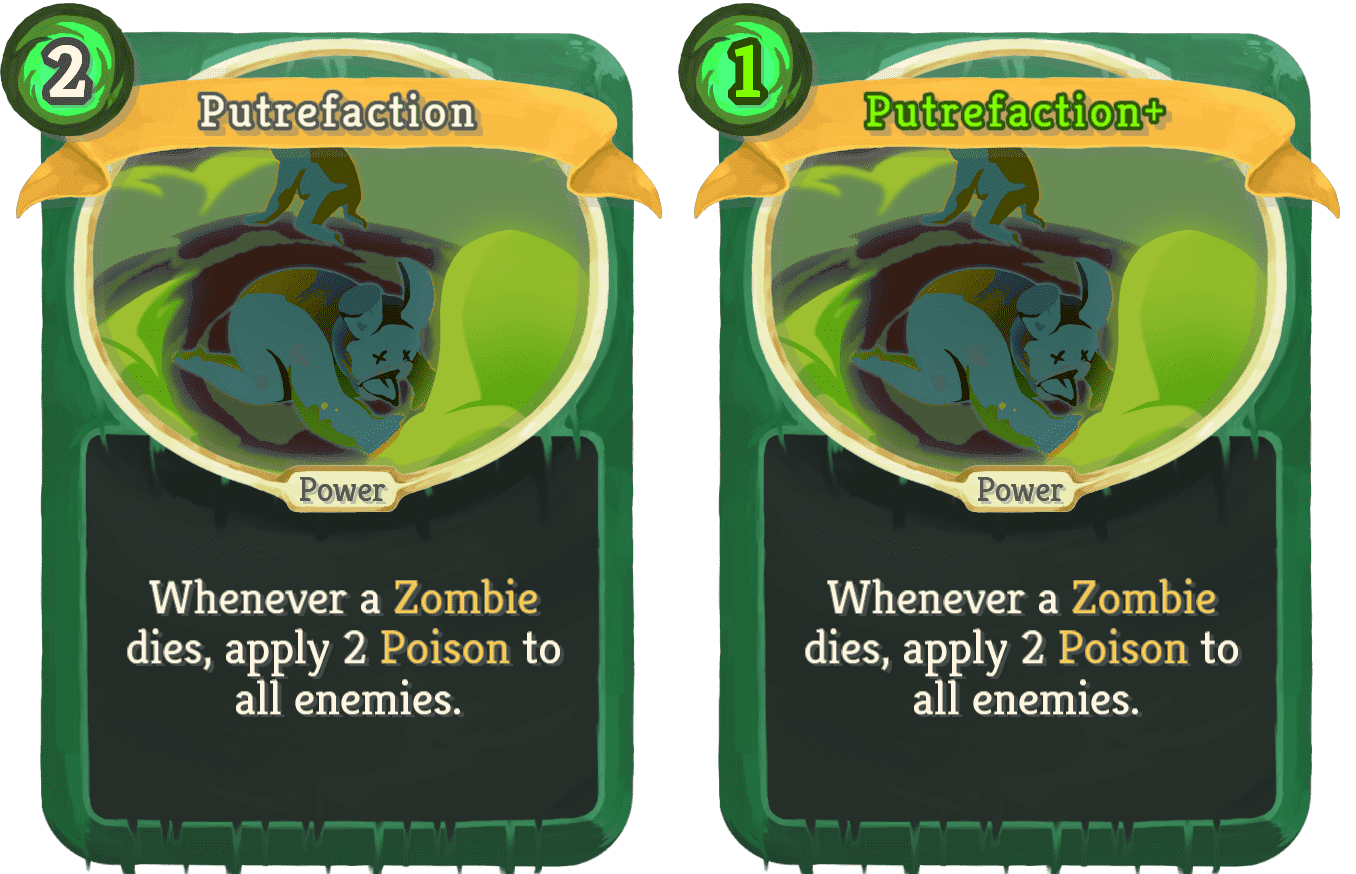 2
Putrefaction
Power
Whenever a Zombie
dies, apply 2 Poison to
all enemies.
1
Putrefaction+
Power
Whenever a Zombie
dies, apply 2 Poison to
all enemies.